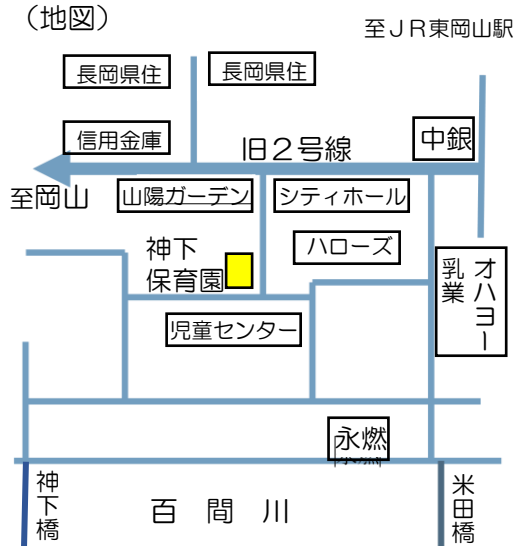 （地図）
至ＪＲ東岡山駅
長岡県住
長岡県住
信用金庫
旧２号線
中銀
至岡山
山陽ガーデン
シティホール
神下
保育園
ハローズ
オハヨー
乳業
児童センター
永燃
神下橋
百間川
米田橋